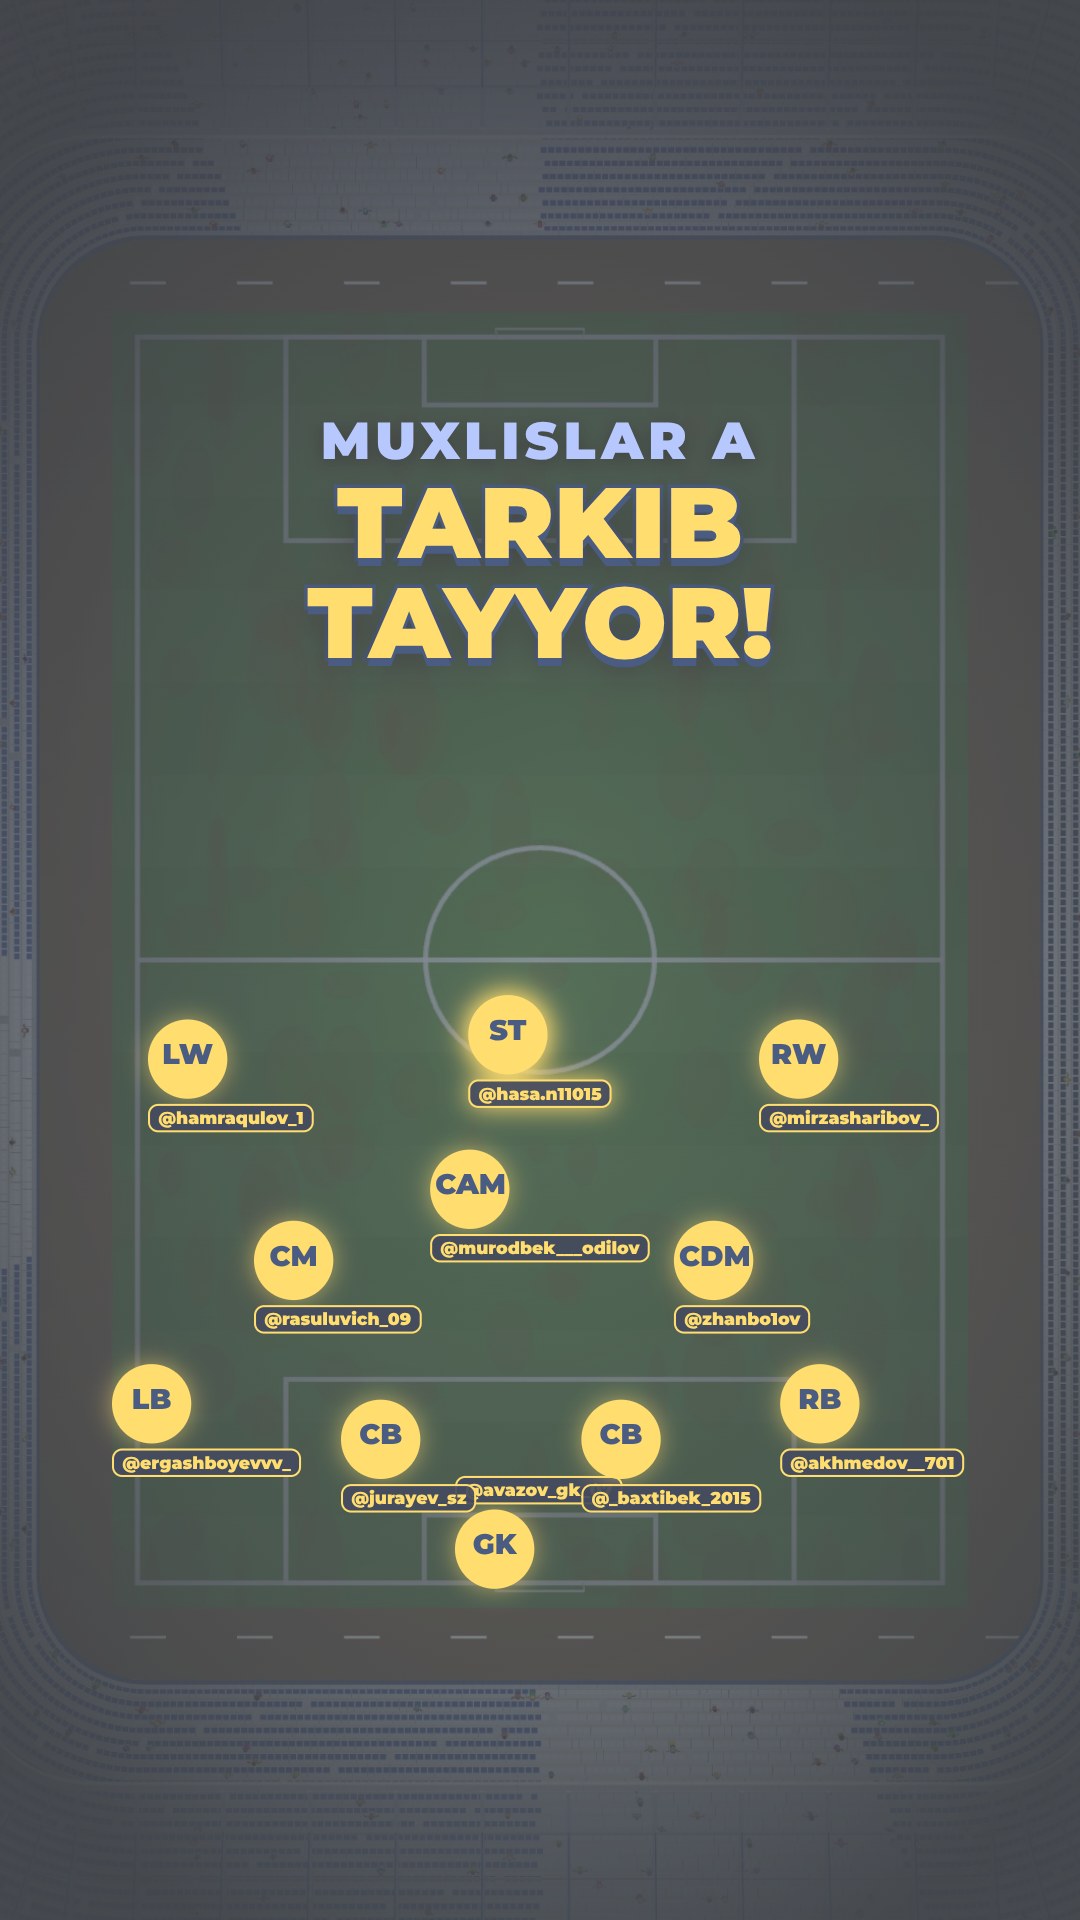 MUXLISLAR A
TARKIB
TAYYOR!
LW
@hamraqulov_1
ST
@hasa.n11015
RW
@mirzasharibov_
CAM
@murodbek___odilov
CM
@rasuluvich_09
CDM
@zhanbo1ov
LB
@ergashboyevvv_
CB
@jurayev_sz
CB
@_baxtibek_2015
RB
@akhmedov__701
GK